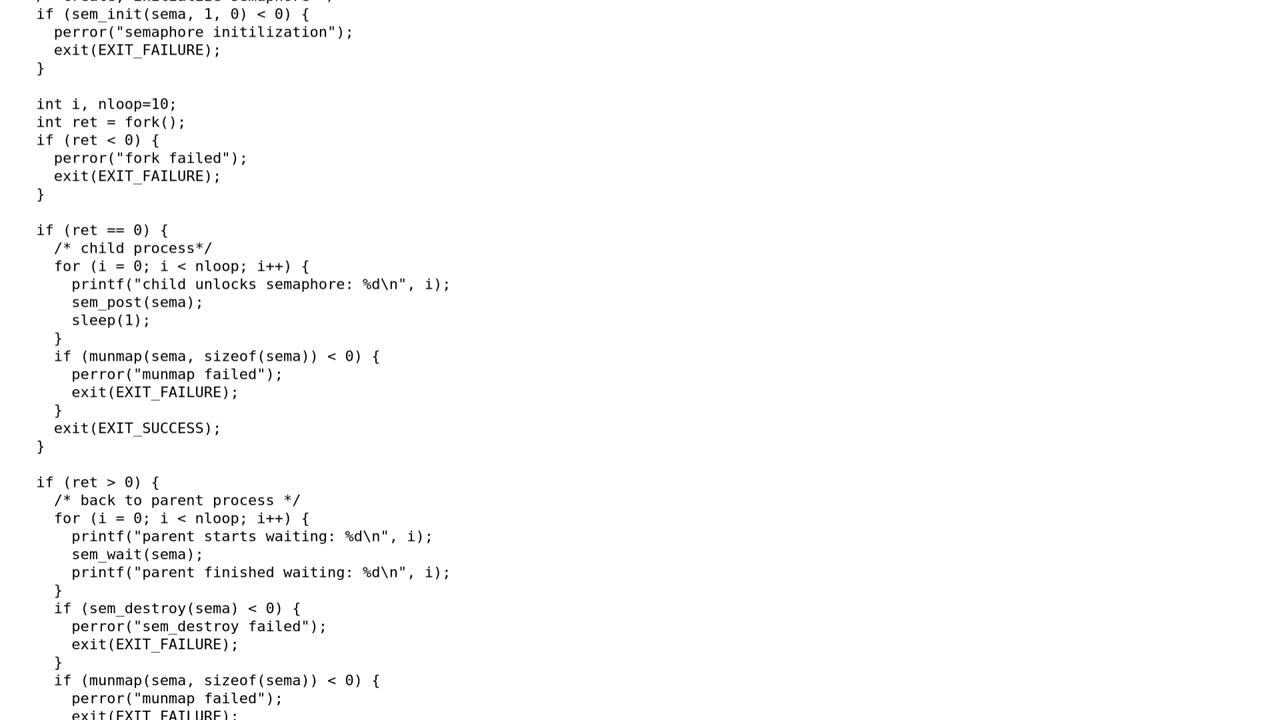 if (sem_init(sema, 1, 0) < 0) {
perror("semaphore initilization");
exit(EXIT_FAILURE);
}
int i, nloop=10;
int ret = fork();
if (ret < 0) {
perror("fork failed");
exit(EXIT_FAILURE);
}
if (ret == 0) {
/* child process*/
for (i = 0; i < nloop; i++) {
printf("child unlocks semaphore: %d\n", i);
sem_post(sema);
sleep(1);
}
if (munmap(sema, sizeof(sema)) < 0) {
perror("munmap failed");
exit(EXIT_FAILURE);
}
exit(EXIT_SUCCESS);
}
if (ret > 0) {
/* back to parent process */
for (i = 0; i < nloop; i++) {
printf("parent starts waiting: %d\n", i);
sem_wait(sema);
printf("parent finished waiting: %d\n", i);
}
if (sem_destroy(sema) < 0) {
perror("sem_destroy failed");
exit(EXIT_FAILURE);
}
if (munmap(sema, sizeof(sema)) < 0) {
perror("munmap failed");
exit(EXIT_FAILURE);